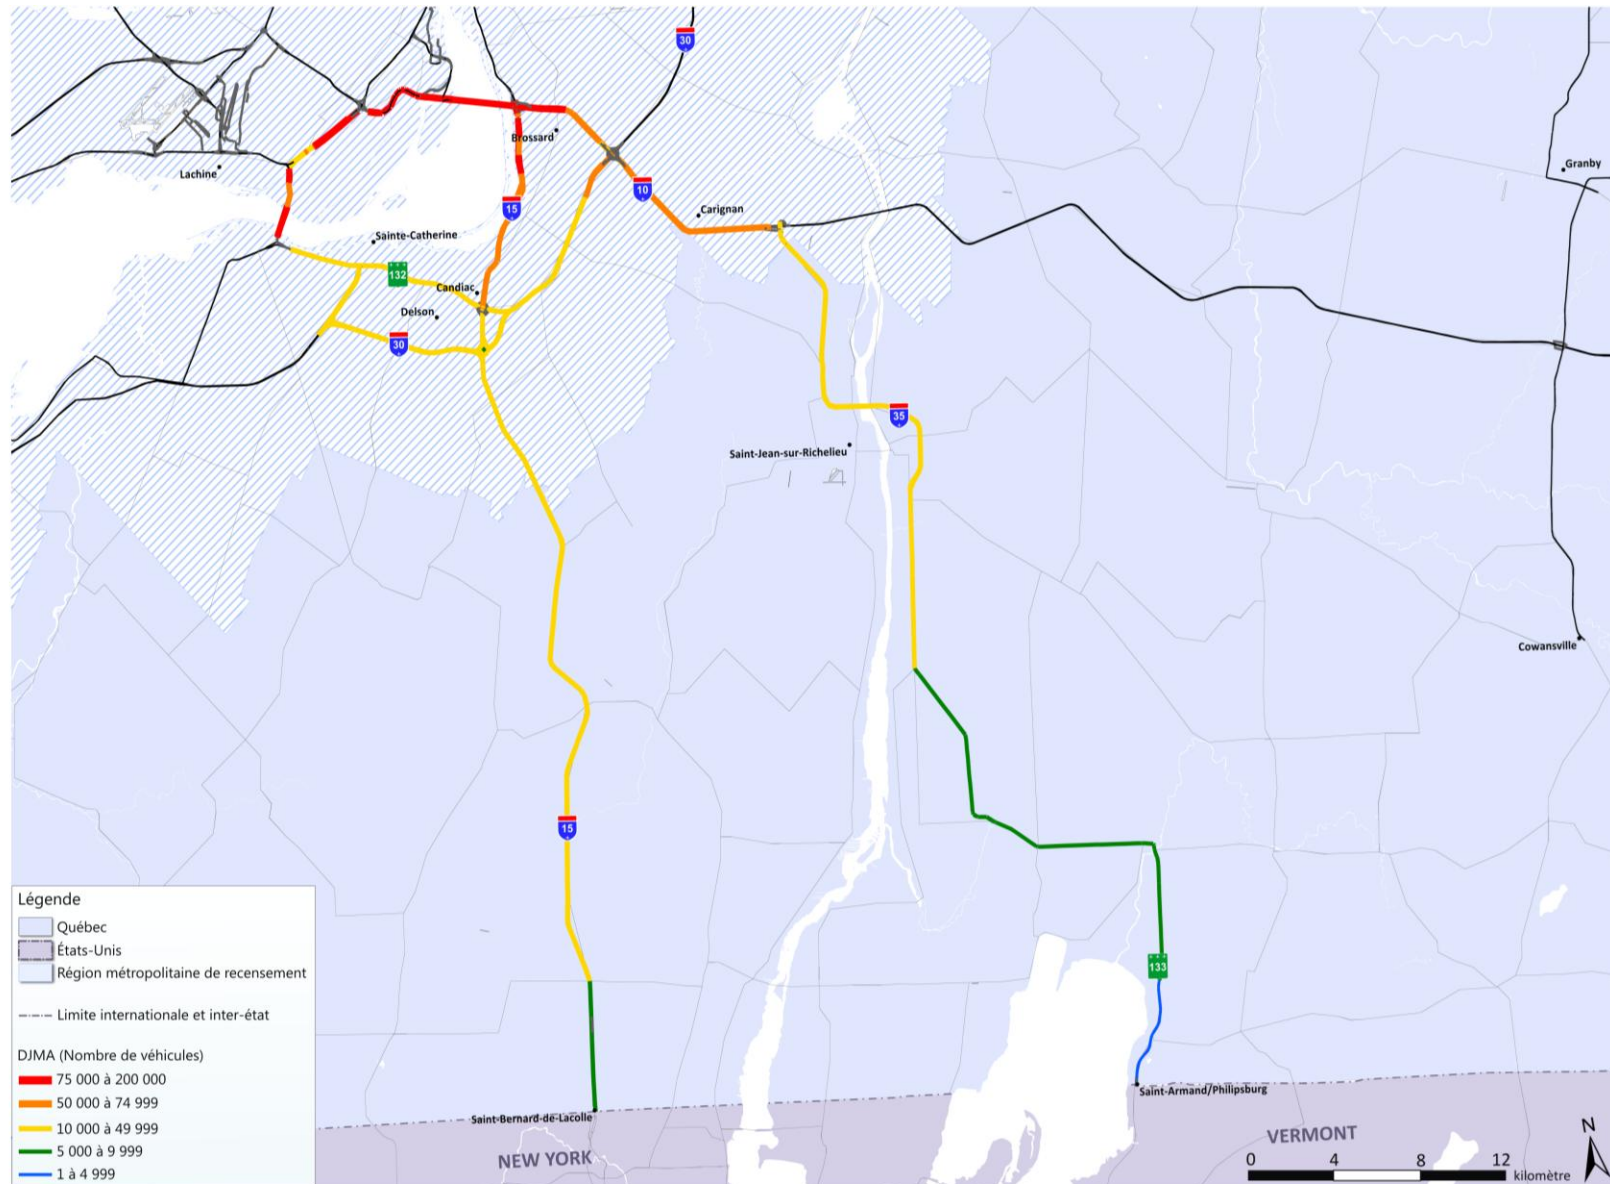 30
Brossard
Lachine
Granby
10
15
Carignan
Sainte-Catherine
132
Candiac
Delson
30
35
Saint-Jean-sur-Richelieu
Cowansville
15
133
Légende
Québec
États-Unis
Région métropolitaine de recensement
Limite internationale et inter-état
DJMA (Nombre de véhicules)
75 000 à 200 000
50 000 à 74 999
10 000 à 49 999
5 000 à 9 999
1 à 4 999
Saint-Armand/Philipsburg
Saint-Bernard-de-Lacolle
NEW YORK
VERMONT
N
0 4 8 12
kilomètre